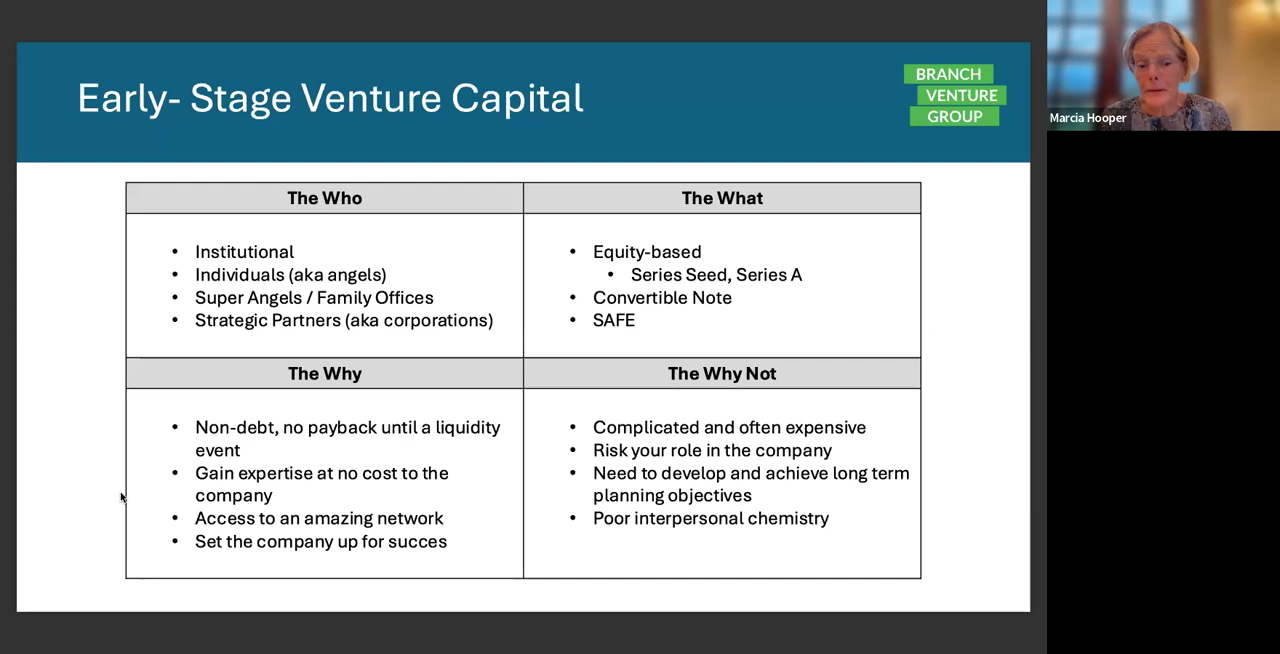 Early- Stage Venture Capital
BRANCH
VENTURE
GROUP
Marcia Hooper
The Who
• Institutional
• Individuals (aka angels)
• Super Angels / Family Offices
• Strategic Partners (aka corporations)
The What
• Equity-based
• Series Seed, Series A
• Convertible Note
• SAFE
The Why
• Non-debt, no payback until a liquidity
event
• Gain expertise at no cost to the
company
• Access to an amazing network
• Set the company up for succes
The Why Not
• Complicated and often expensive
• Risk your role in the company
• Need to develop and achieve long term
planning objectives
• Poor interpersonal chemistry